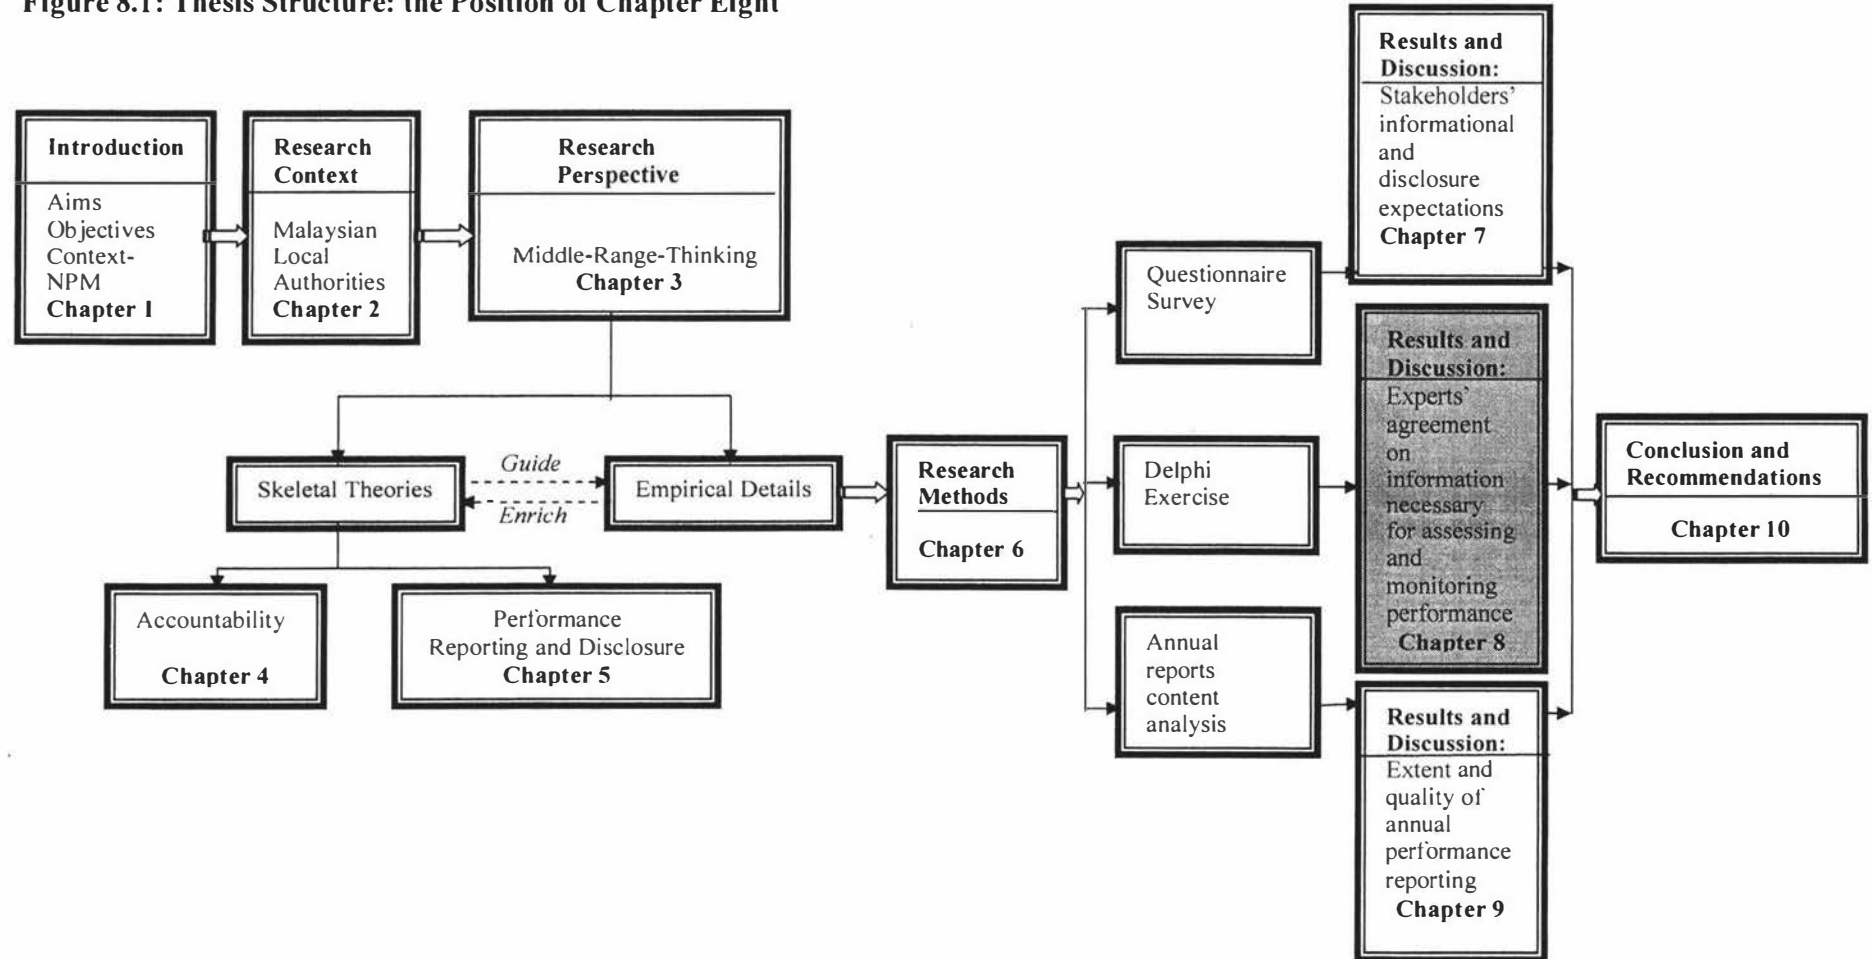 Figure 8.1: Thesis Structure: the Position of Chapter Eight
Introduction
Aims
Objectives
Context-
NPM
Chapter 1
Research
Context
Malaysian
Local
Authorities
Chapter 2
Research
Perspective
Middle-Range-Thinking
Chapter 3
Skeletal Theories
Guide
Enrich
Empirical Details
Accountability
Chapter 4
Performance
Reporting and Disclosure
Chapter 5
Research
Methods
Chapter 6
Questionnaire
Survey
Delphi
Exercise
Annual
reports
content
analysis
Results and
Discussion:
Stakeholders'
informational
and
disclosure
expectations
Chapter 7
Results and
Discussion:
Experts'
agreement
on
information
necessary
for assessing
and
monitoring
performance
Chapter 8
Results and
Discussion:
Extent and
quality of
annual
performance
reporting
Chapter 9
Conclusion and
Recommendations
Chapter 10